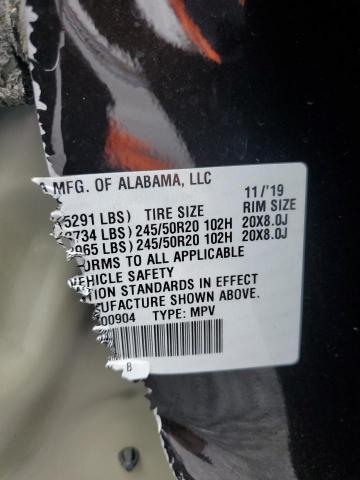 MFG. OF ALABAMA, LLC 11/'19
5291 LBS) TIRE SIZE RIM SIZE
734 LBS) 245/50R20 102H 20X8.0J
965 LBS) 245/50R20 102H 20X8.0J
RMS TO ALL APPLICABLE
EHICLE SAFETY
TION STANDARDS IN EFFECT
UFACTURE SHOWN ABOVE.
00904 TYPE: MPV
B